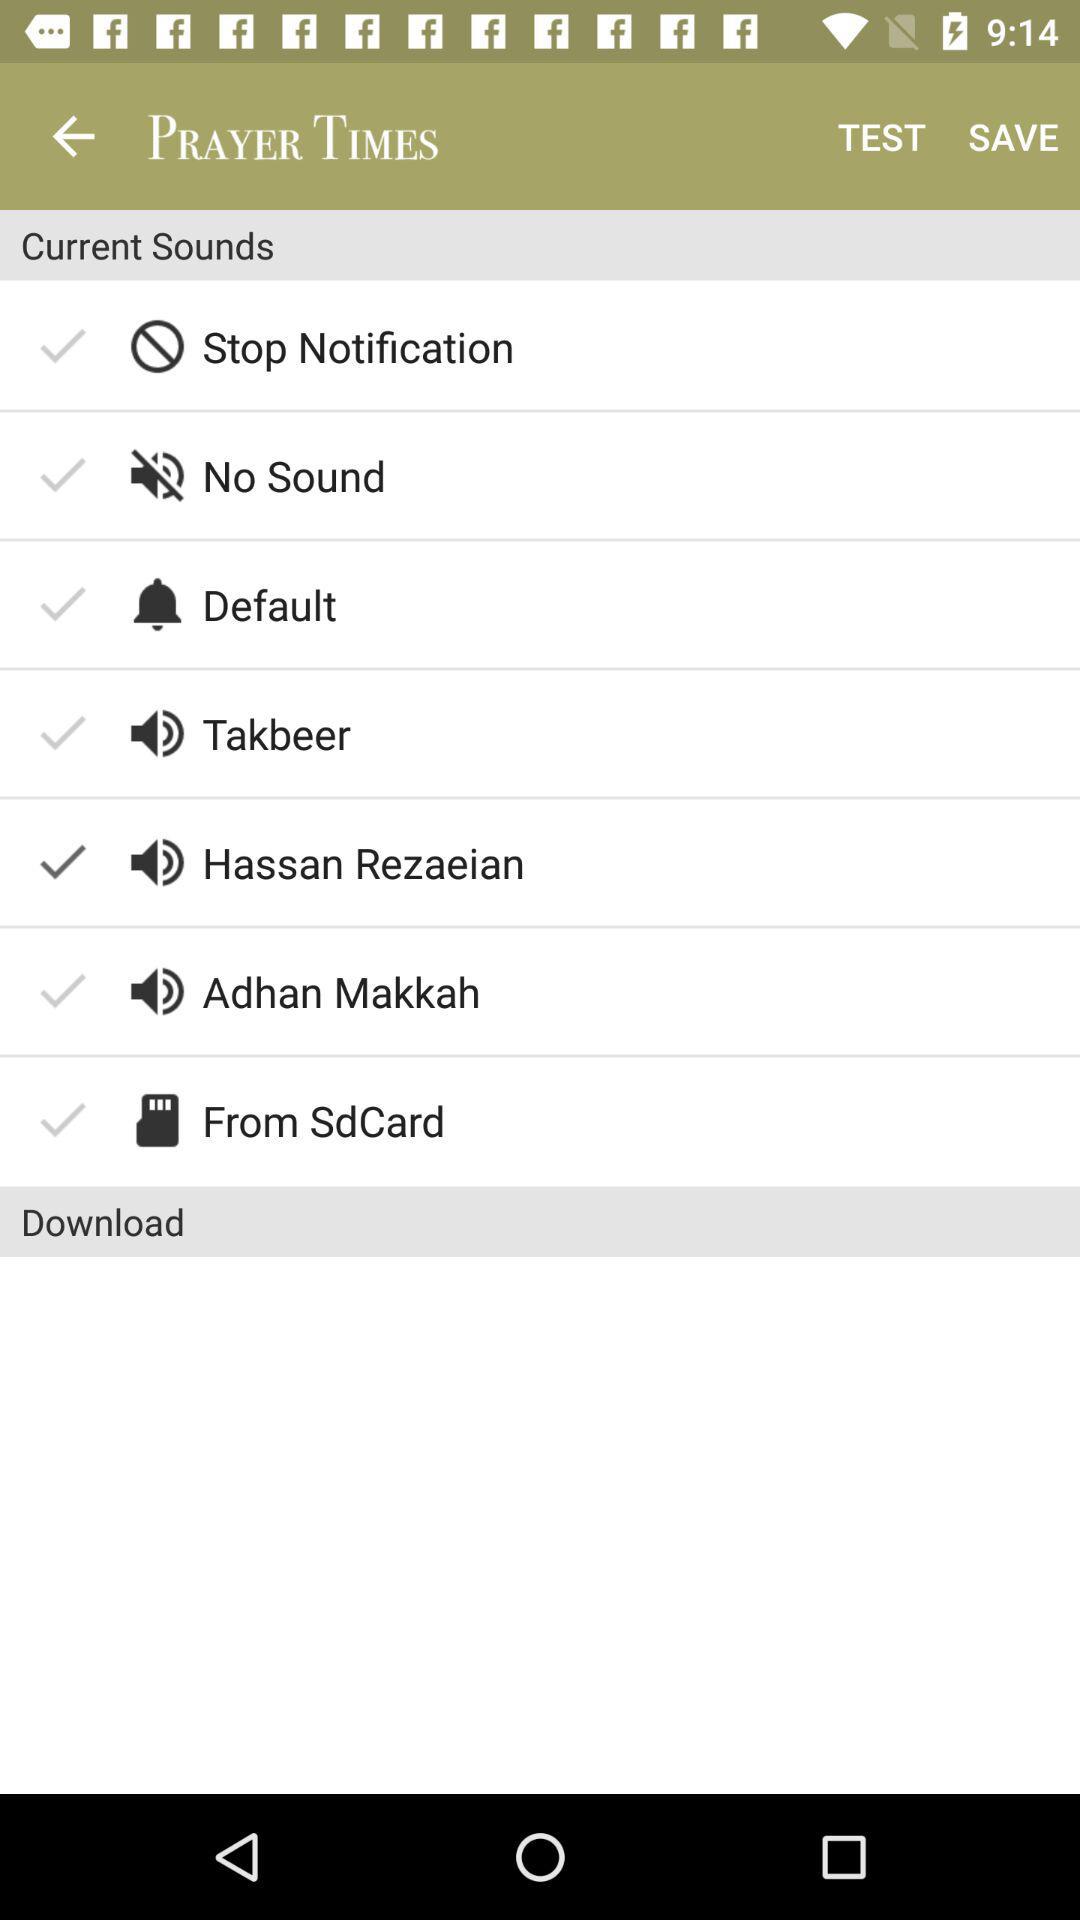 9:14
PRAYER TIMES TEST SAVE
Current Sounds
Stop Notification
No Sound
Default
Takbeer
Hassan Rezaeian
Adhan Makkah
From SdCard
Download